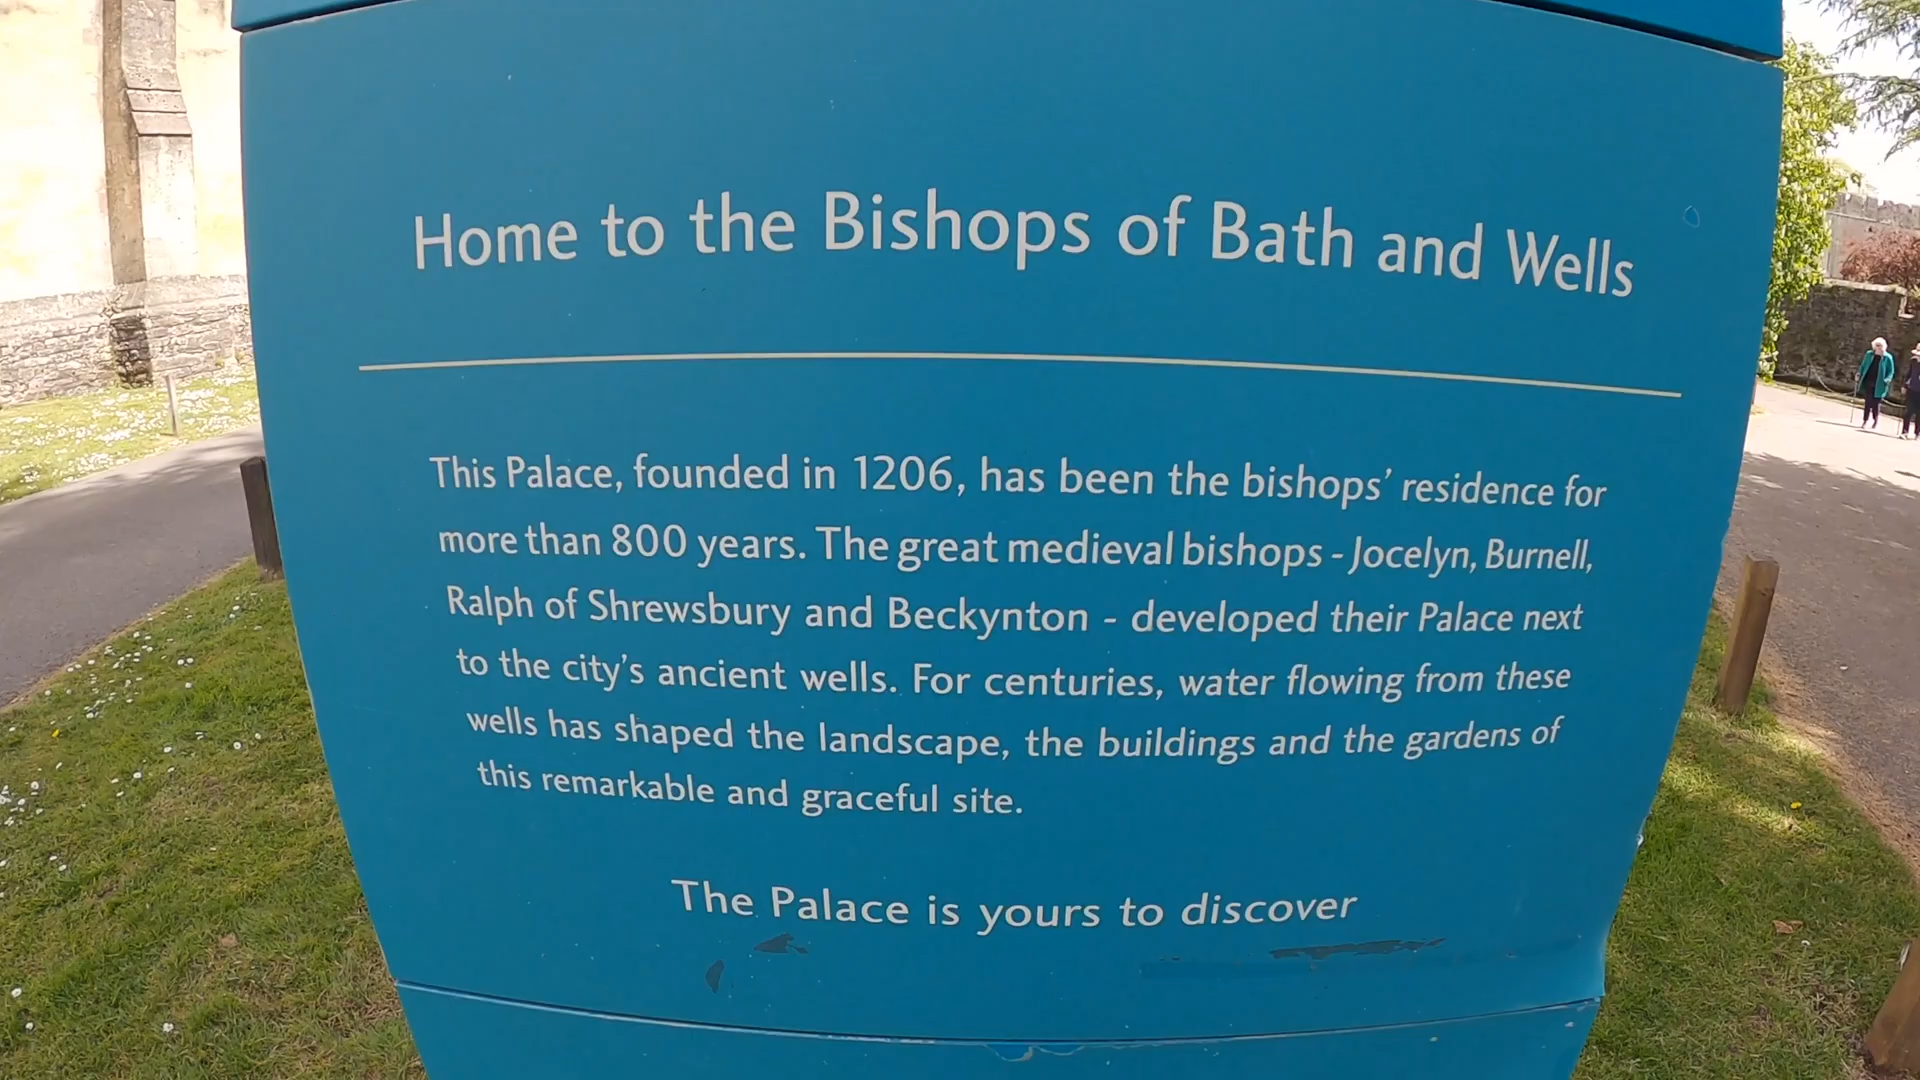 Home to the Bishops of Bath and Wells
This Palace, founded in 1206, has been the bishops’ residence for
more than 800 years. The great medieval bishops - Jocelyn, Burnell,
Ralph of Shrewsbury and Beckynton - developed their Palace next
to the city’s ancient wells. For centuries, water flowing from these
wells has shaped the landscape, the buildings and the gardens of
this remarkable and graceful site.
The Palace is yours to discover